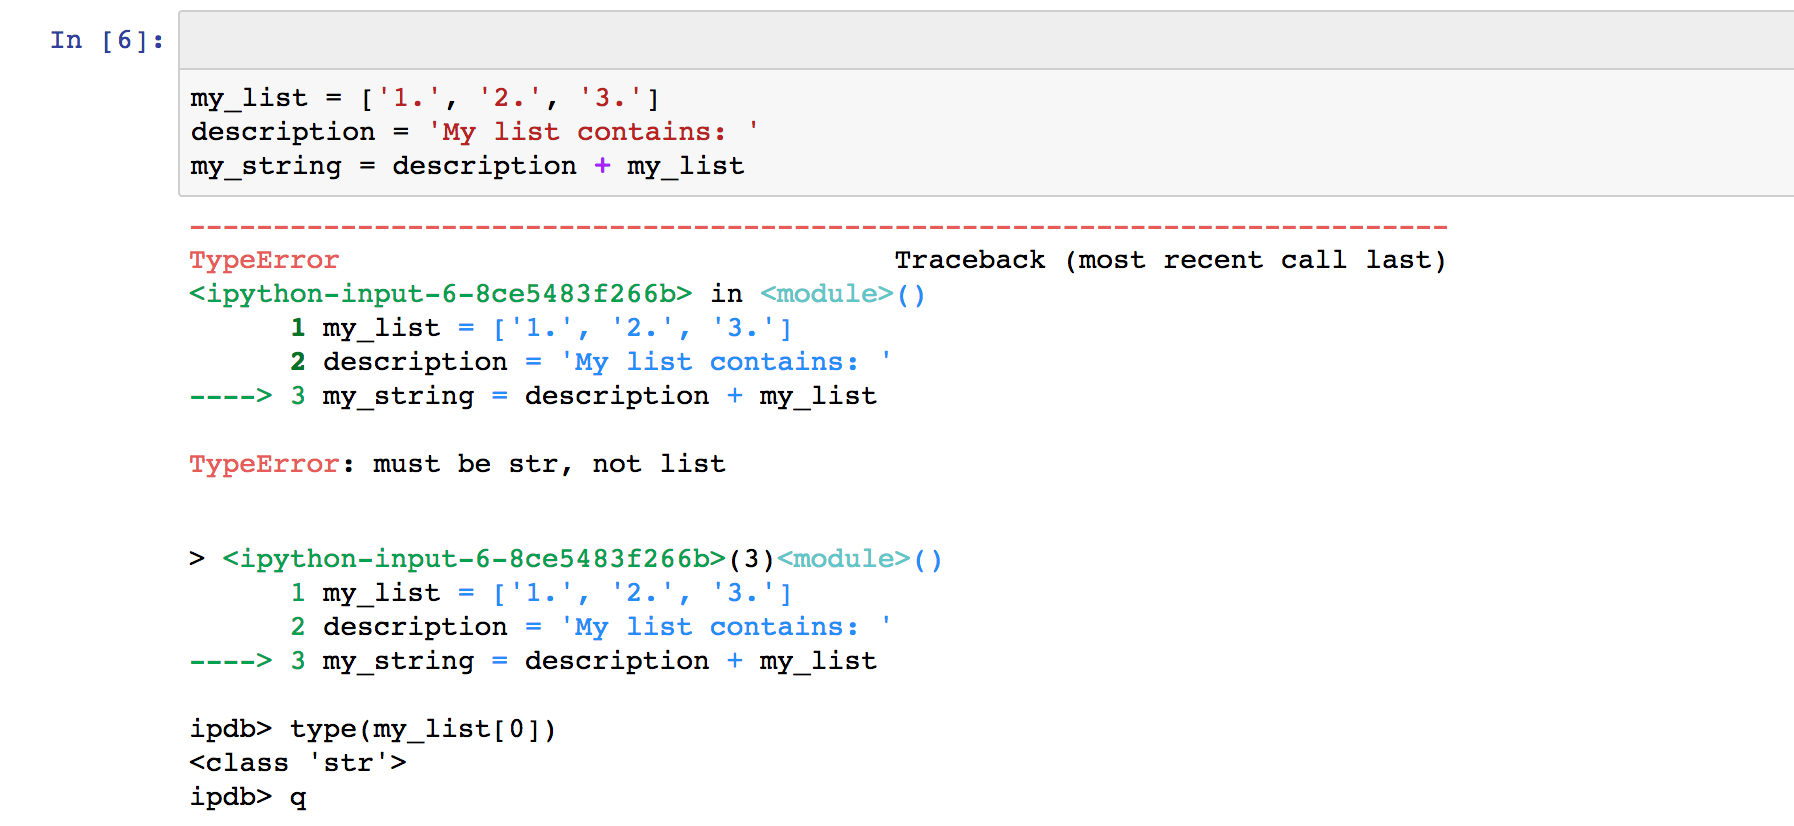 In [6]:
my_list = ['1.', '2.', '3.']
description = 'My list contains: '
my_string = description + my_list
---------------------------------------------------------------------------
TypeError                                 Traceback (most recent call last)
<ipython-input-6-8ce5483f266b> in <module>()
      1 my_list = ['1.', '2.', '3.']
      2 description = 'My list contains: '
----> 3 my_string = description + my_list
TypeError: must be str, not list
> <ipython-input-6-8ce5483f266b>(3)<module>()
      1 my_list = ['1.', '2.', '3.']
      2 description = 'My list contains: '
----> 3 my_string = description + my_list
ipdb> type(my_list[0])
<class 'str'>
ipdb> q